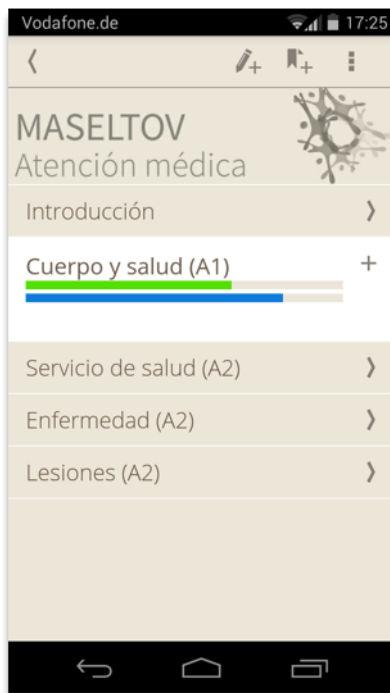 Vodafone.de 17:25
MASELTOV
Atención médica
Introducción
Cuerpo y salud (A1)
Servicio de salud (A2)
Enfermedad (A2)
Lesiones (A2)